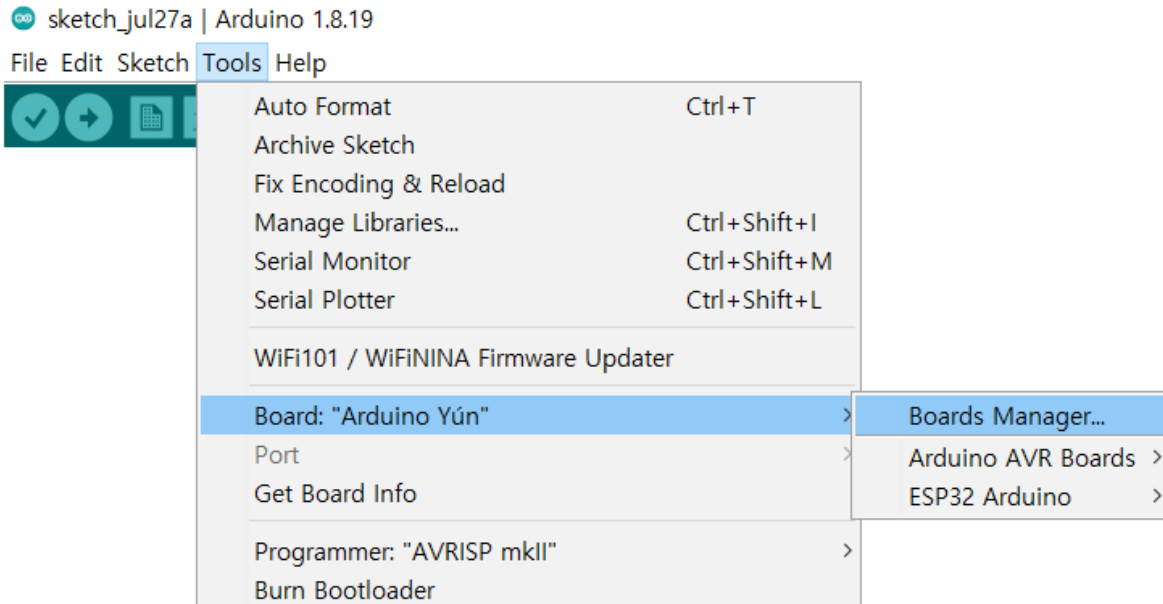 sketch_jul27a | Arduino 1.8.19
File Edit Sketch Tools Help
Auto Format Ctrl+T
Archive Sketch
Fix Encoding & Reload
Manage Libraries... Ctrl+Shift+I
Serial Monitor Ctrl+Shift+M
Serial Plotter Ctrl+Shift+L
WiFi101 / WiFiNINA Firmware Updater
Board: "Arduino Yún" Boards Manager...
Port Arduino AVR Boards
Get Board Info ESP32 Arduino
Programmer: "AVRISP mkII"
Burn Bootloader